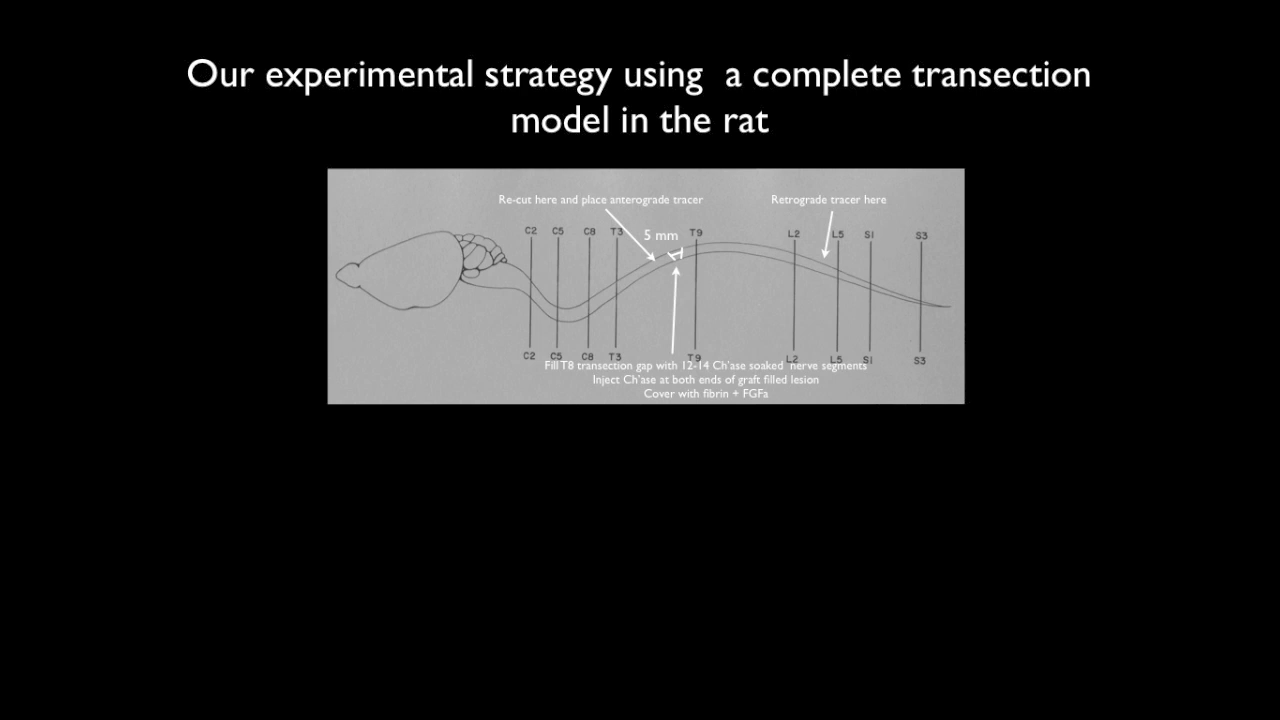 Our experimental strategy using  a complete transection
model in the rat
Re-cut here and place anterograde tracer
Retrograde tracer here
C2 C5 C8 T3 5 mm T9 L2 L5 S1 S3
C2 C5 C8 T3 T9 L2 L5 S1 S3
Fill T8 transection gap with 12-14 Ch'ase soaked  nerve segments
Inject Ch'ase at both ends of graft filled lesion
Cover with fibrin + FGFa